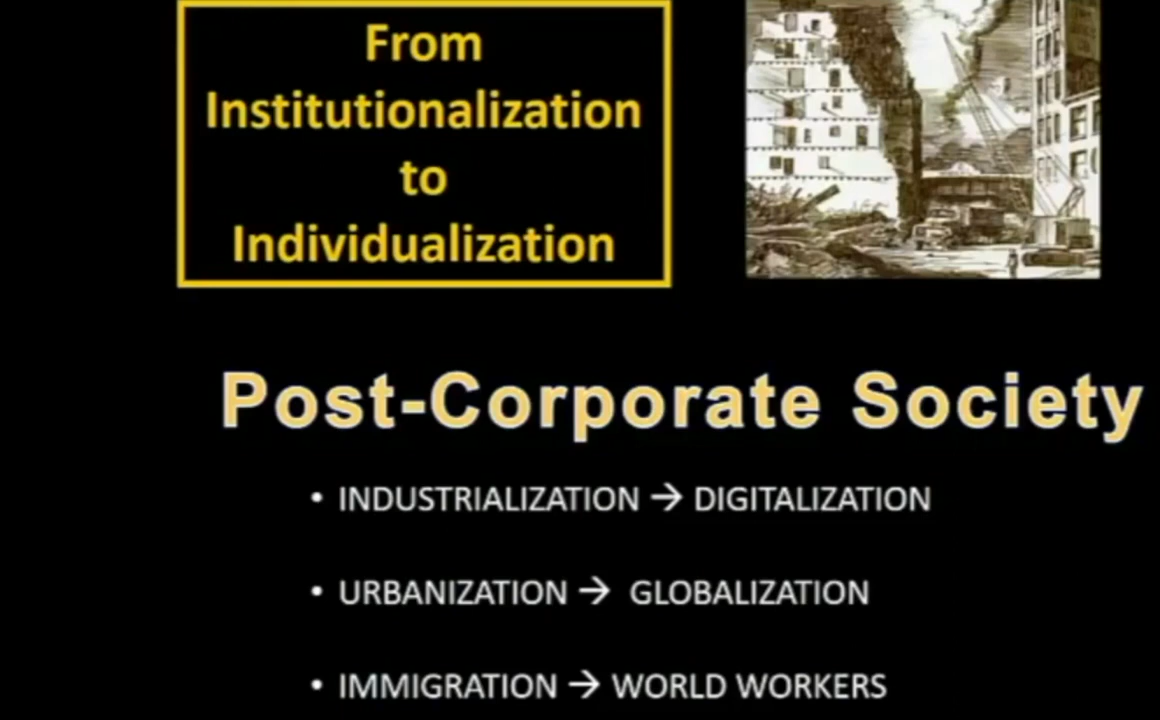 From
Institutionalization
to
Individualization
Post-Corporate Society
• INDUSTRIALIZATION → DIGITALIZATION
• URBANIZATION → GLOBALIZATION
• IMMIGRATION → WORLD WORKERS